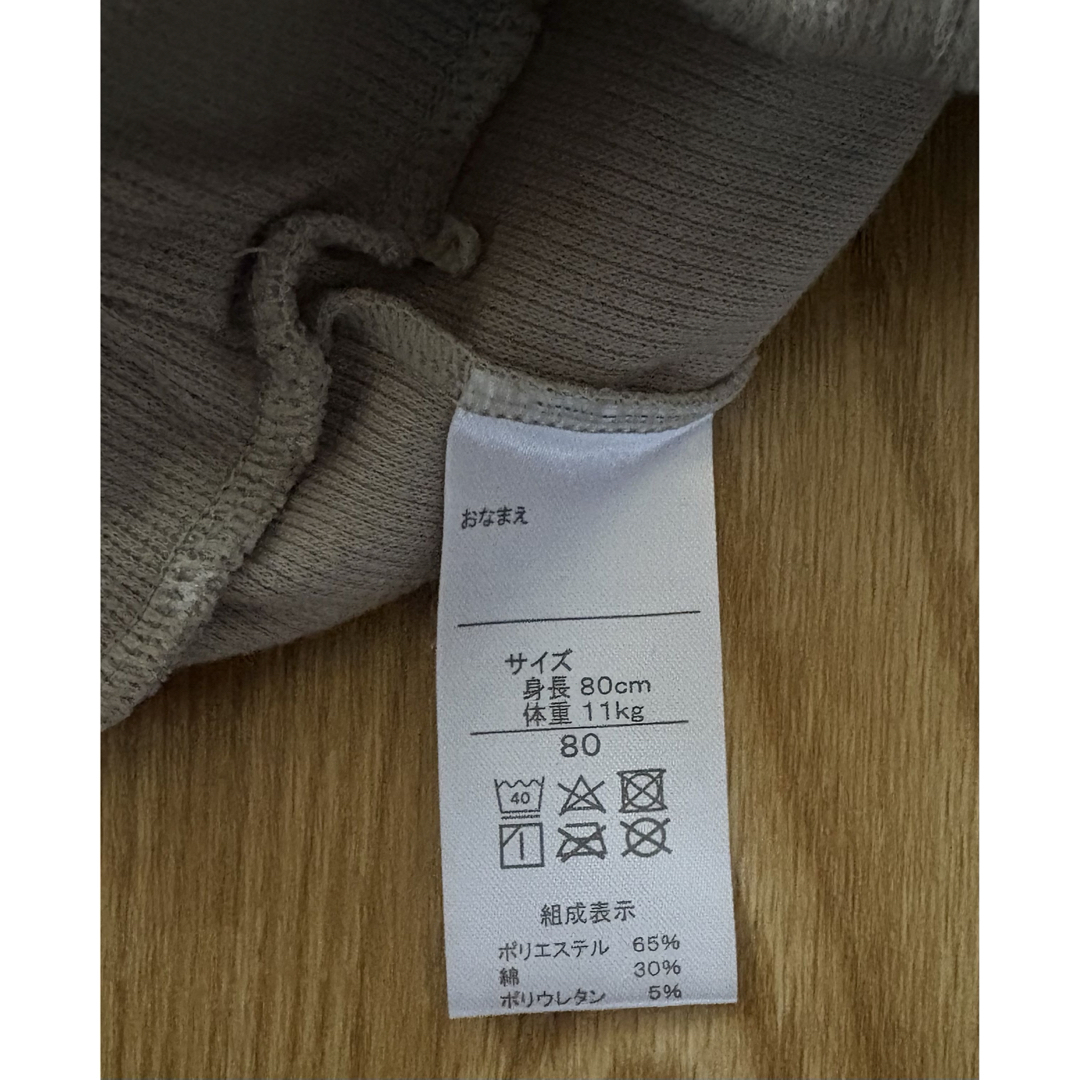 おなまえ
サイズ
身長 80cm
体重 11kg
80
40
組成表示
ポリエステル 65%
綿 30%
ポリウレタン 5%